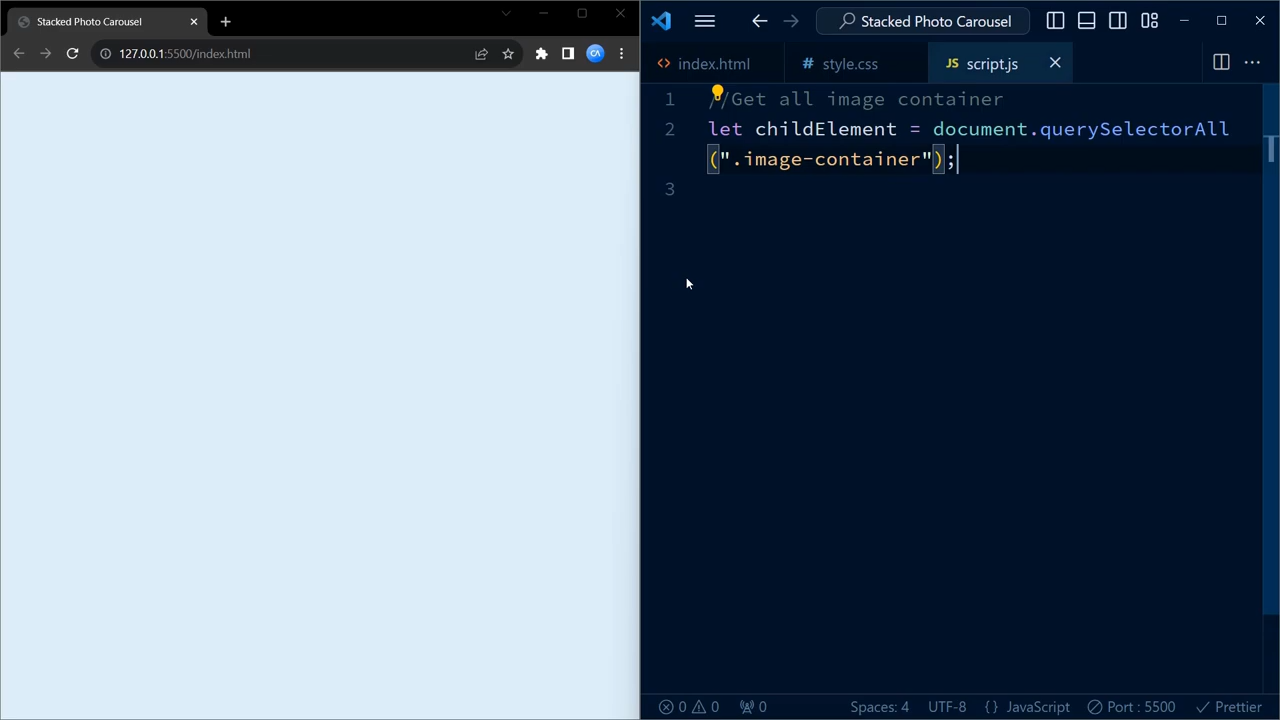 Stacked Photo Carousel
127.0.0.1:5500/index.html
CA
Stacked Photo Carousel
<> index.html
# style.css
JS script.js
1 //Get all image container
2 let childElement = document.querySelectorAll
(".image-container");
3
0 0 0 Spaces: 4 UTF-8 {} JavaScript Port : 5500 Prettier